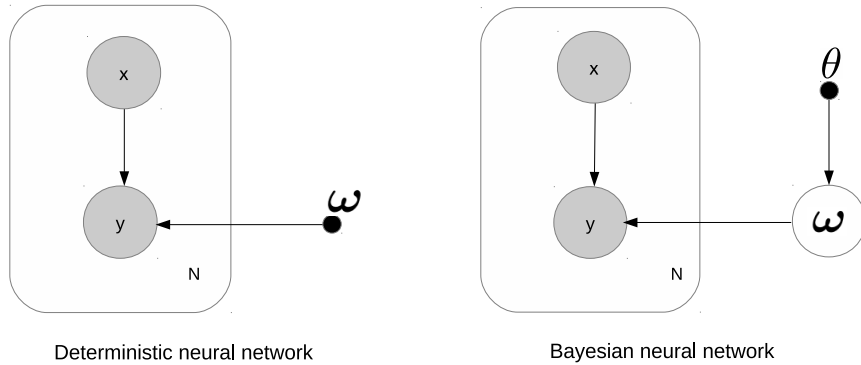 x
y
ω
N
Deterministic neural network
x
θ
y
ω
N
Bayesian neural network